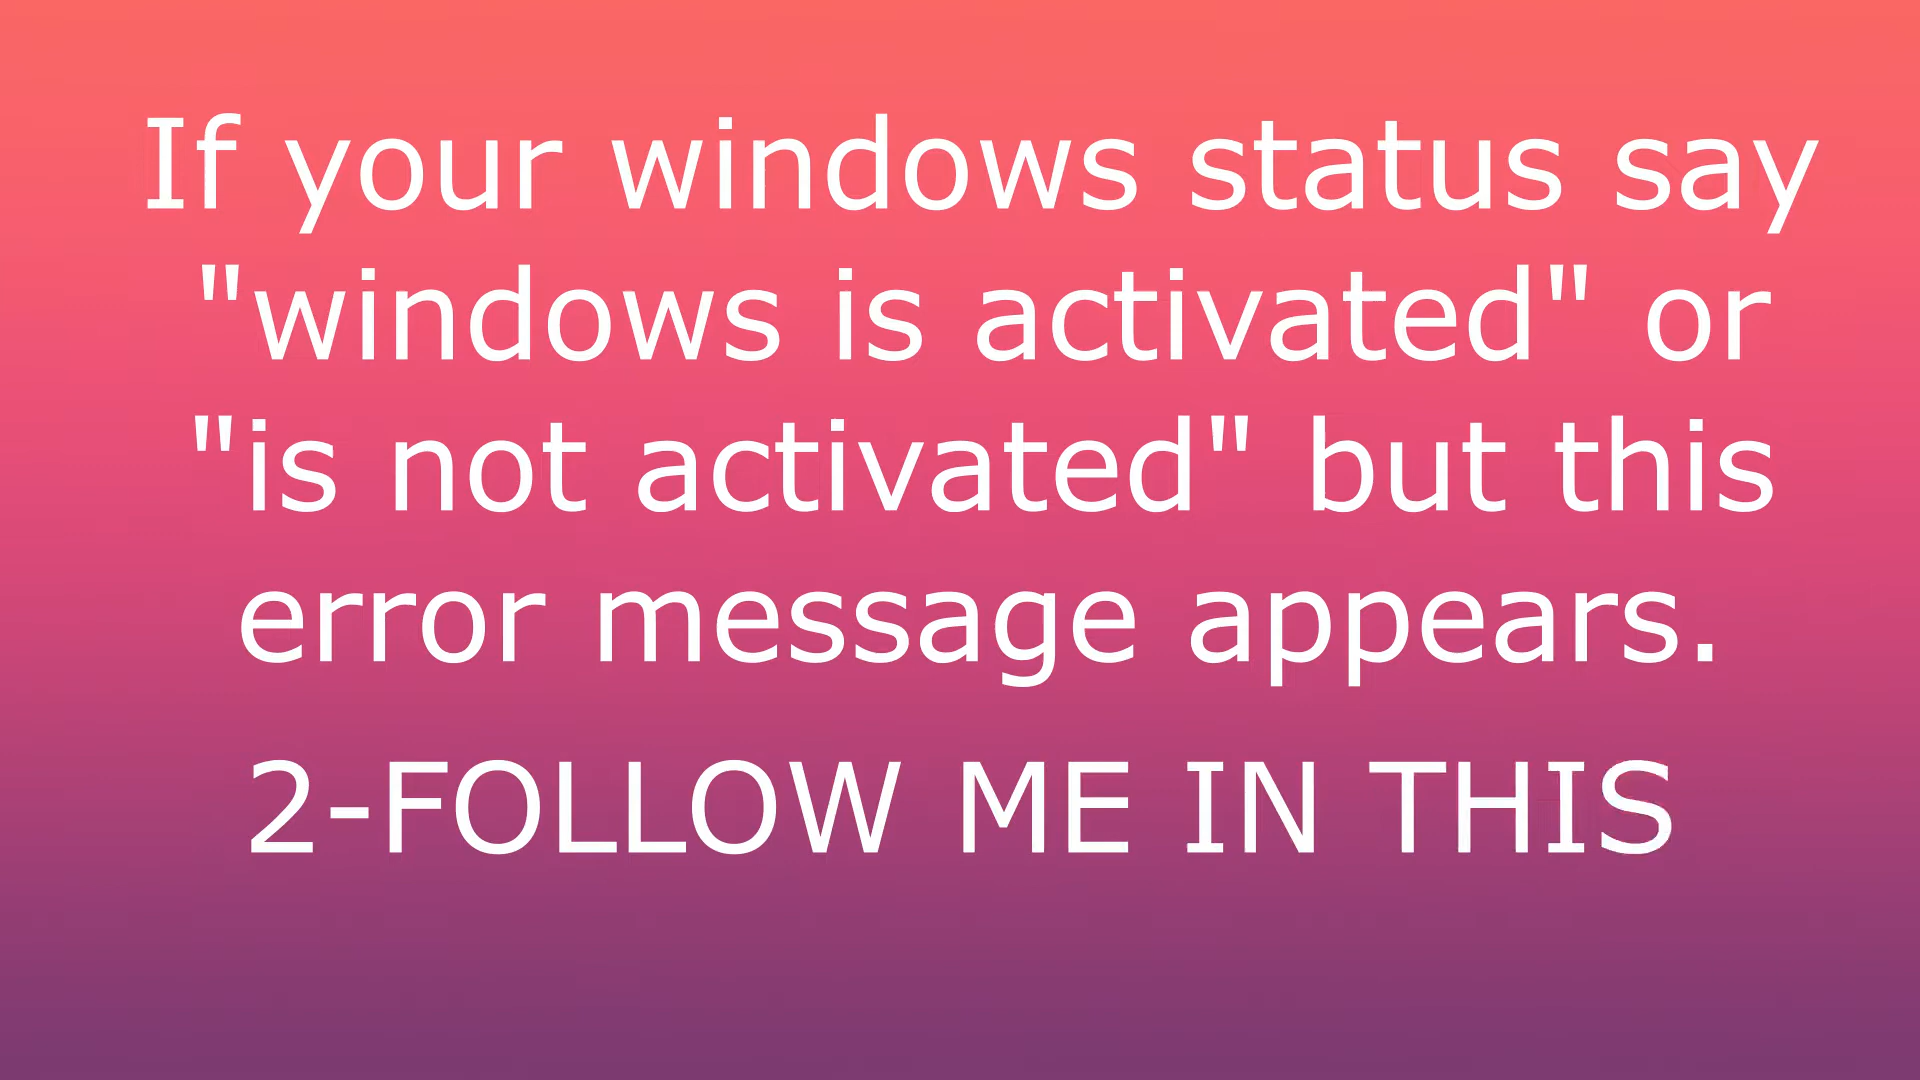 If your windows status say
"windows is activated" or
"is not activated" but this
error message appears.
2-FOLLOW ME IN THIS